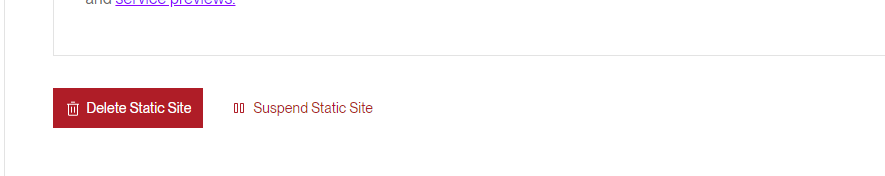 and service previews.
Delete Static Site
Suspend Static Site